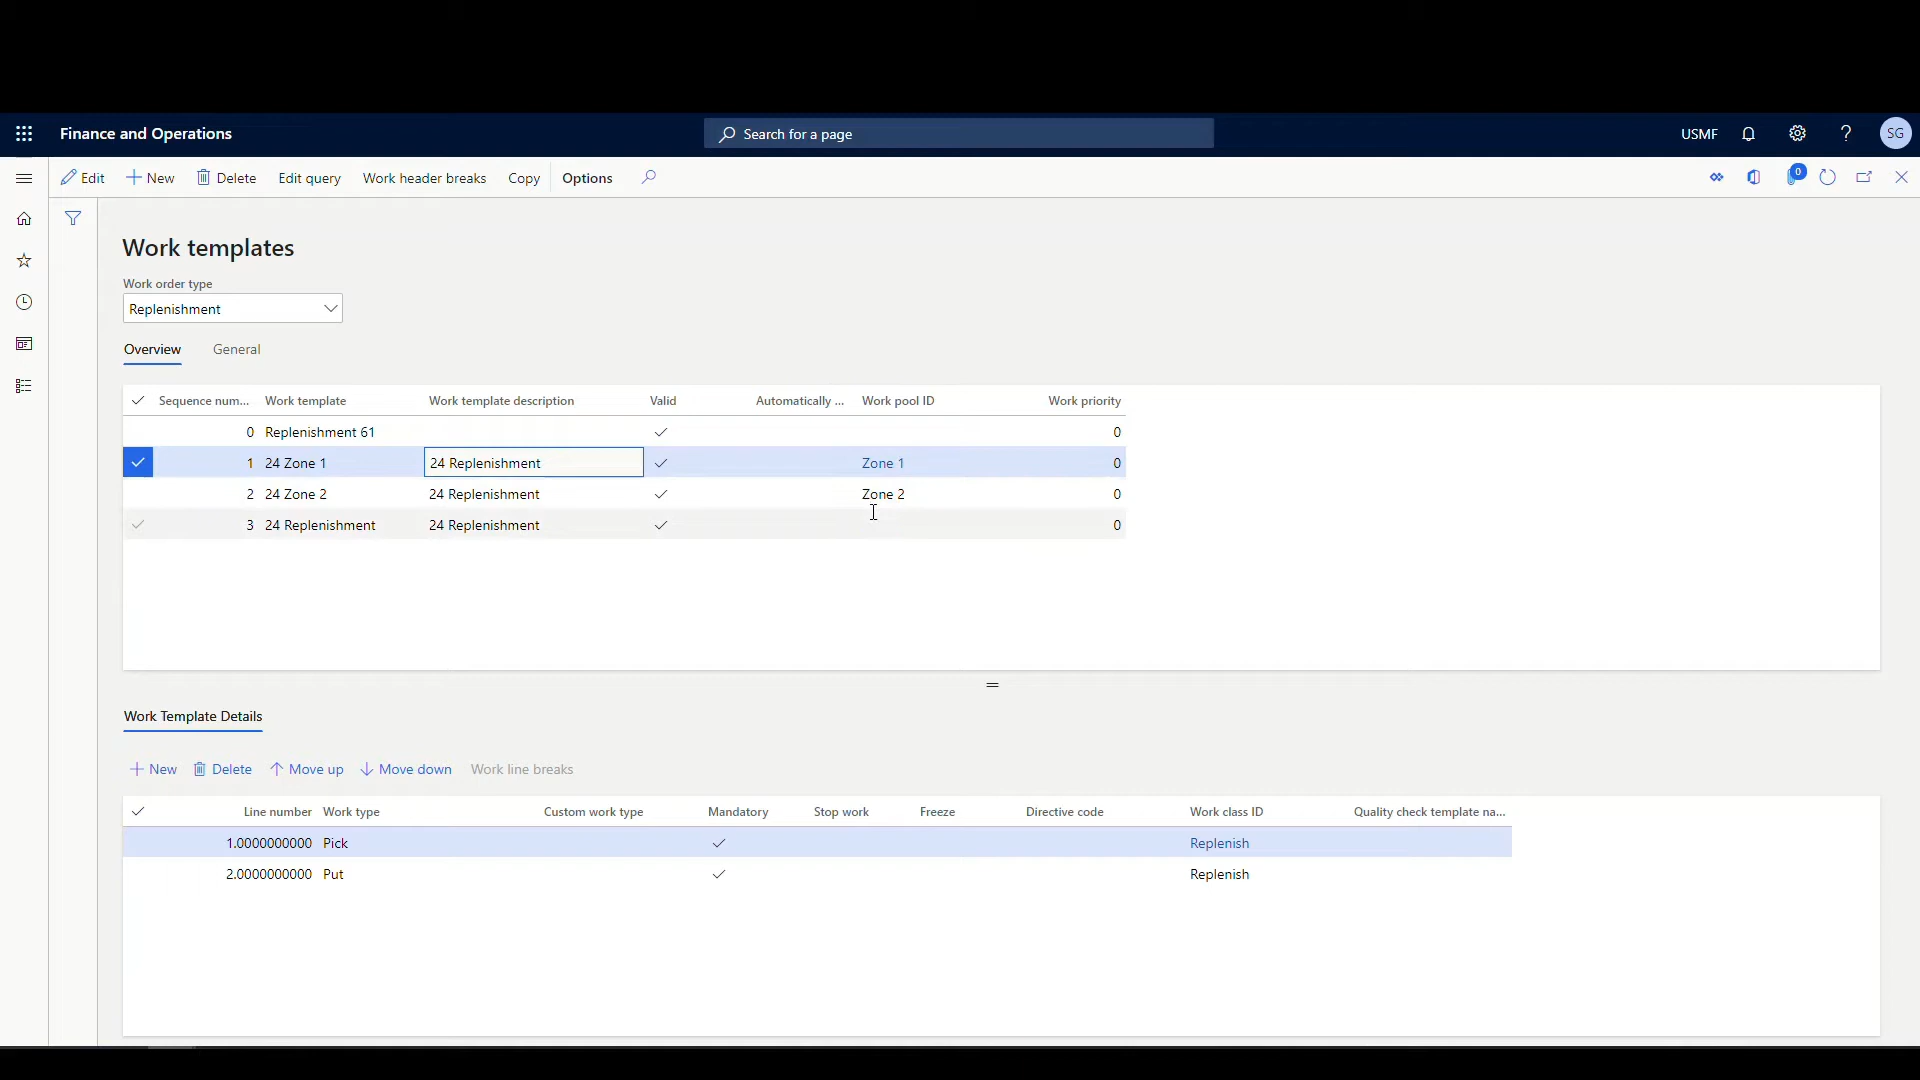 Finance and Operations
Search for a page
USMF
SG
Edit New Delete Edit query Work header breaks Copy Options
0
Work templates
Work order type
Replenishment
Overview General
Sequence num... Work template Work template description Valid Automatically ... Work pool ID Work priority
0 Replenishment 61 0
1 24 Zone 1 24 Replenishment Zone 1 0
2 24 Zone 2 24 Replenishment Zone 2 0
3 24 Replenishment 24 Replenishment 0
Work Template Details
New Delete Move up Move down Work line breaks
Line number Work type Custom work type Mandatory Stop work Freeze Directive code Work class ID Quality check template na...
1.0000000000 Pick Replenish
2.0000000000 Put Replenish